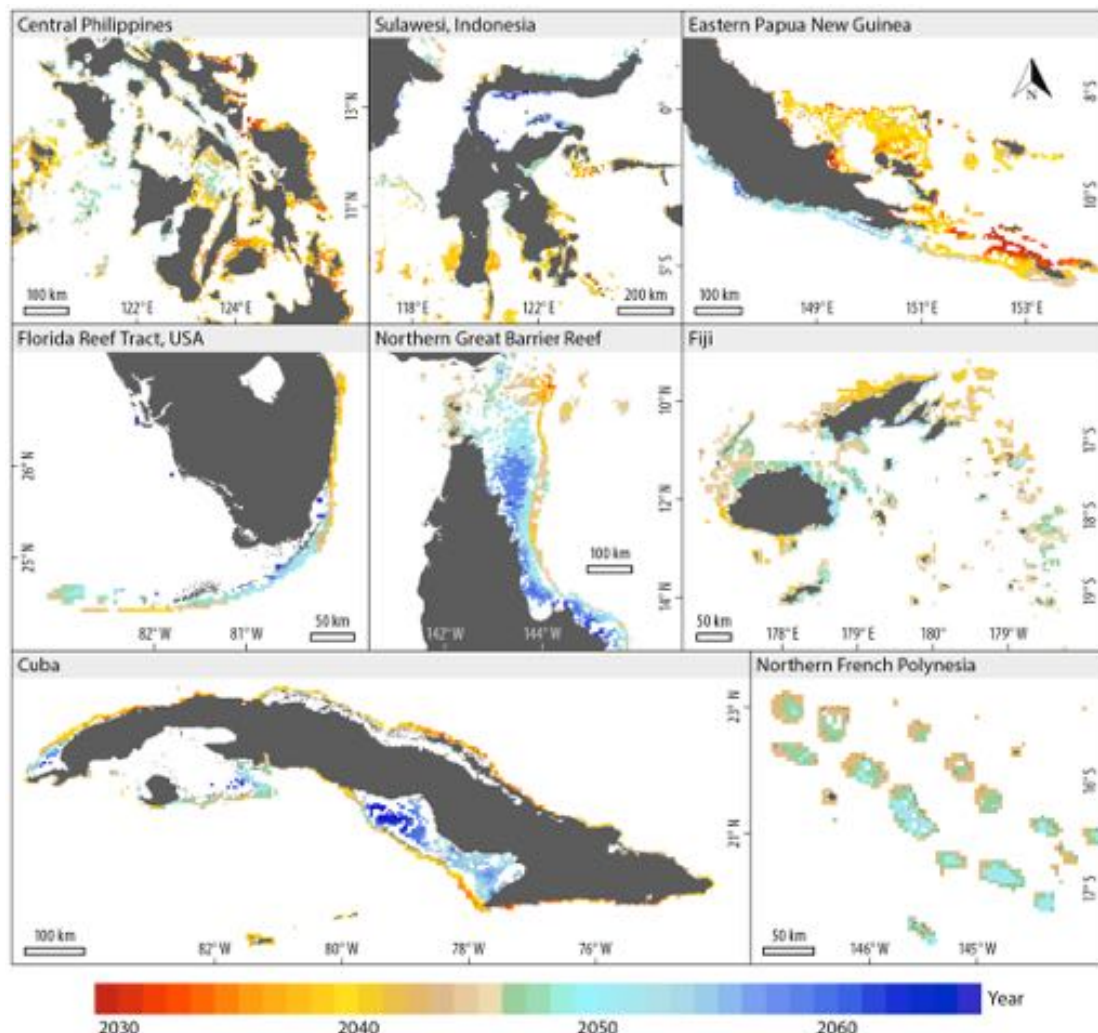 Central Philippines
13°N
11°N
100 km
122°E
124°E
Sulawesi, Indonesia
0°
5°S
118°E
122°E
200 km
Eastern Papua New Guinea
N
8°S
10°S
100 km
149°E
151°E
153°E
Florida Reef Tract, USA
26°N
25°N
82°W
81°W
50 km
Northern Great Barrier Reef
10°N
12°N
14°N
100 km
142°W
144°W
Fiji
17°S
18°S
19°S
50 km
178°E
179°E
180°
179°W
Cuba
23° N
21° N
100 km
82°W
80°W
78°W
76°W
Northern French Polynesia
16°S
17°S
50 km
146°W
145°W
Year
2030
2040
2050
2060